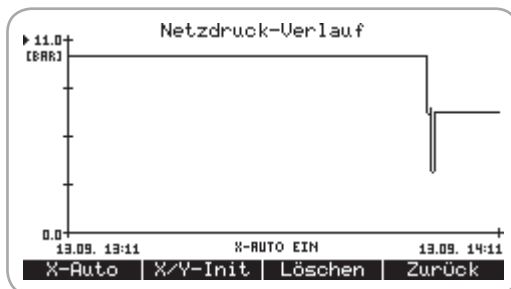 Netzdruck-Verlauf
11.0
[BAR]
0.0
13.09. 13:11 X-AUTO EIN 13.09. 14:11
X-Auto X/Y-Init Löschen Zurück